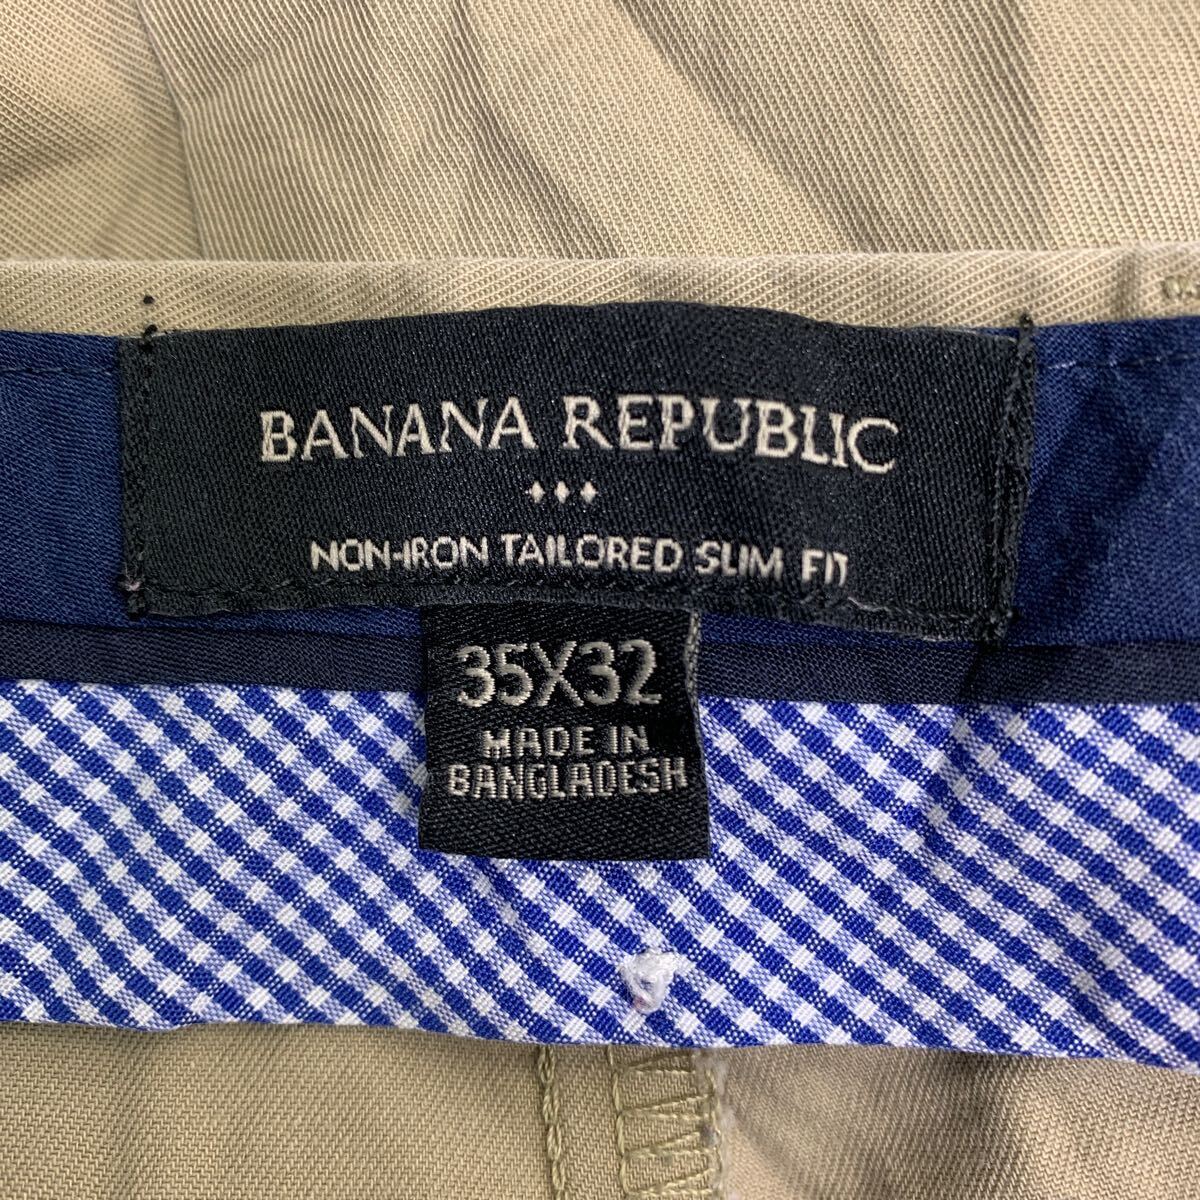 BANANA REPUBLIC
NON-IRON TAILORED SLIM FIT
35X32
MADE IN
BANGLADESH